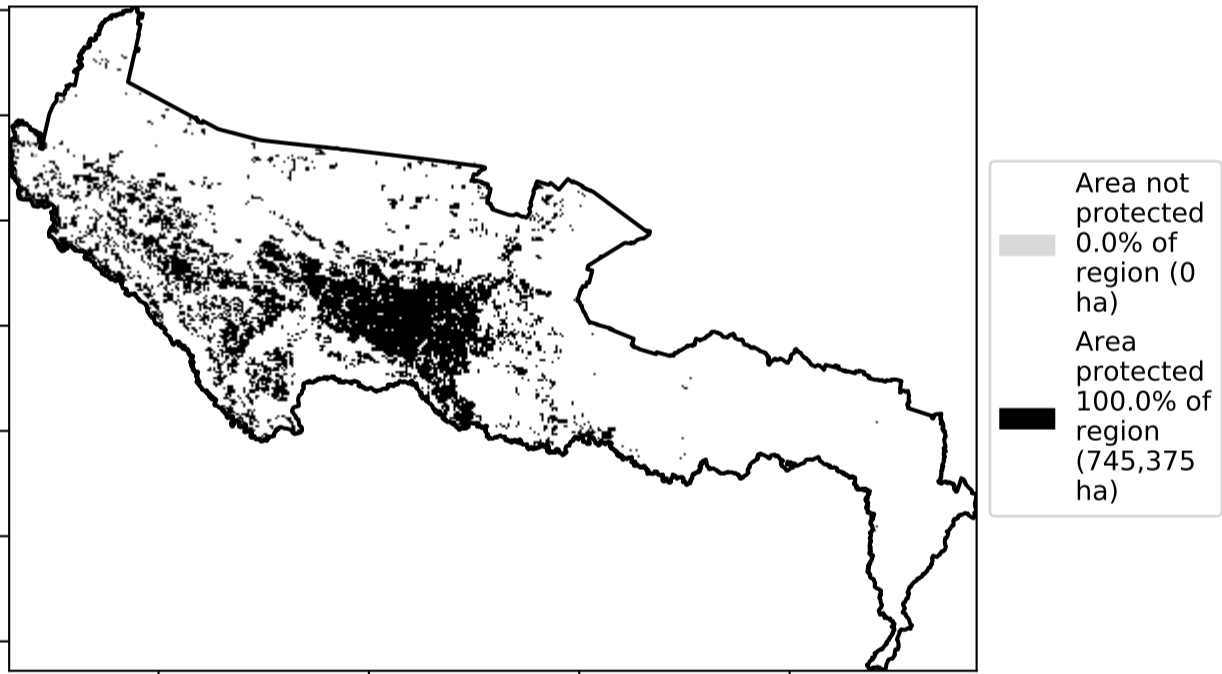 Area not
protected
0.0% of
region (0
ha)
Area
protected
100.0% of
region
(745,375
ha)